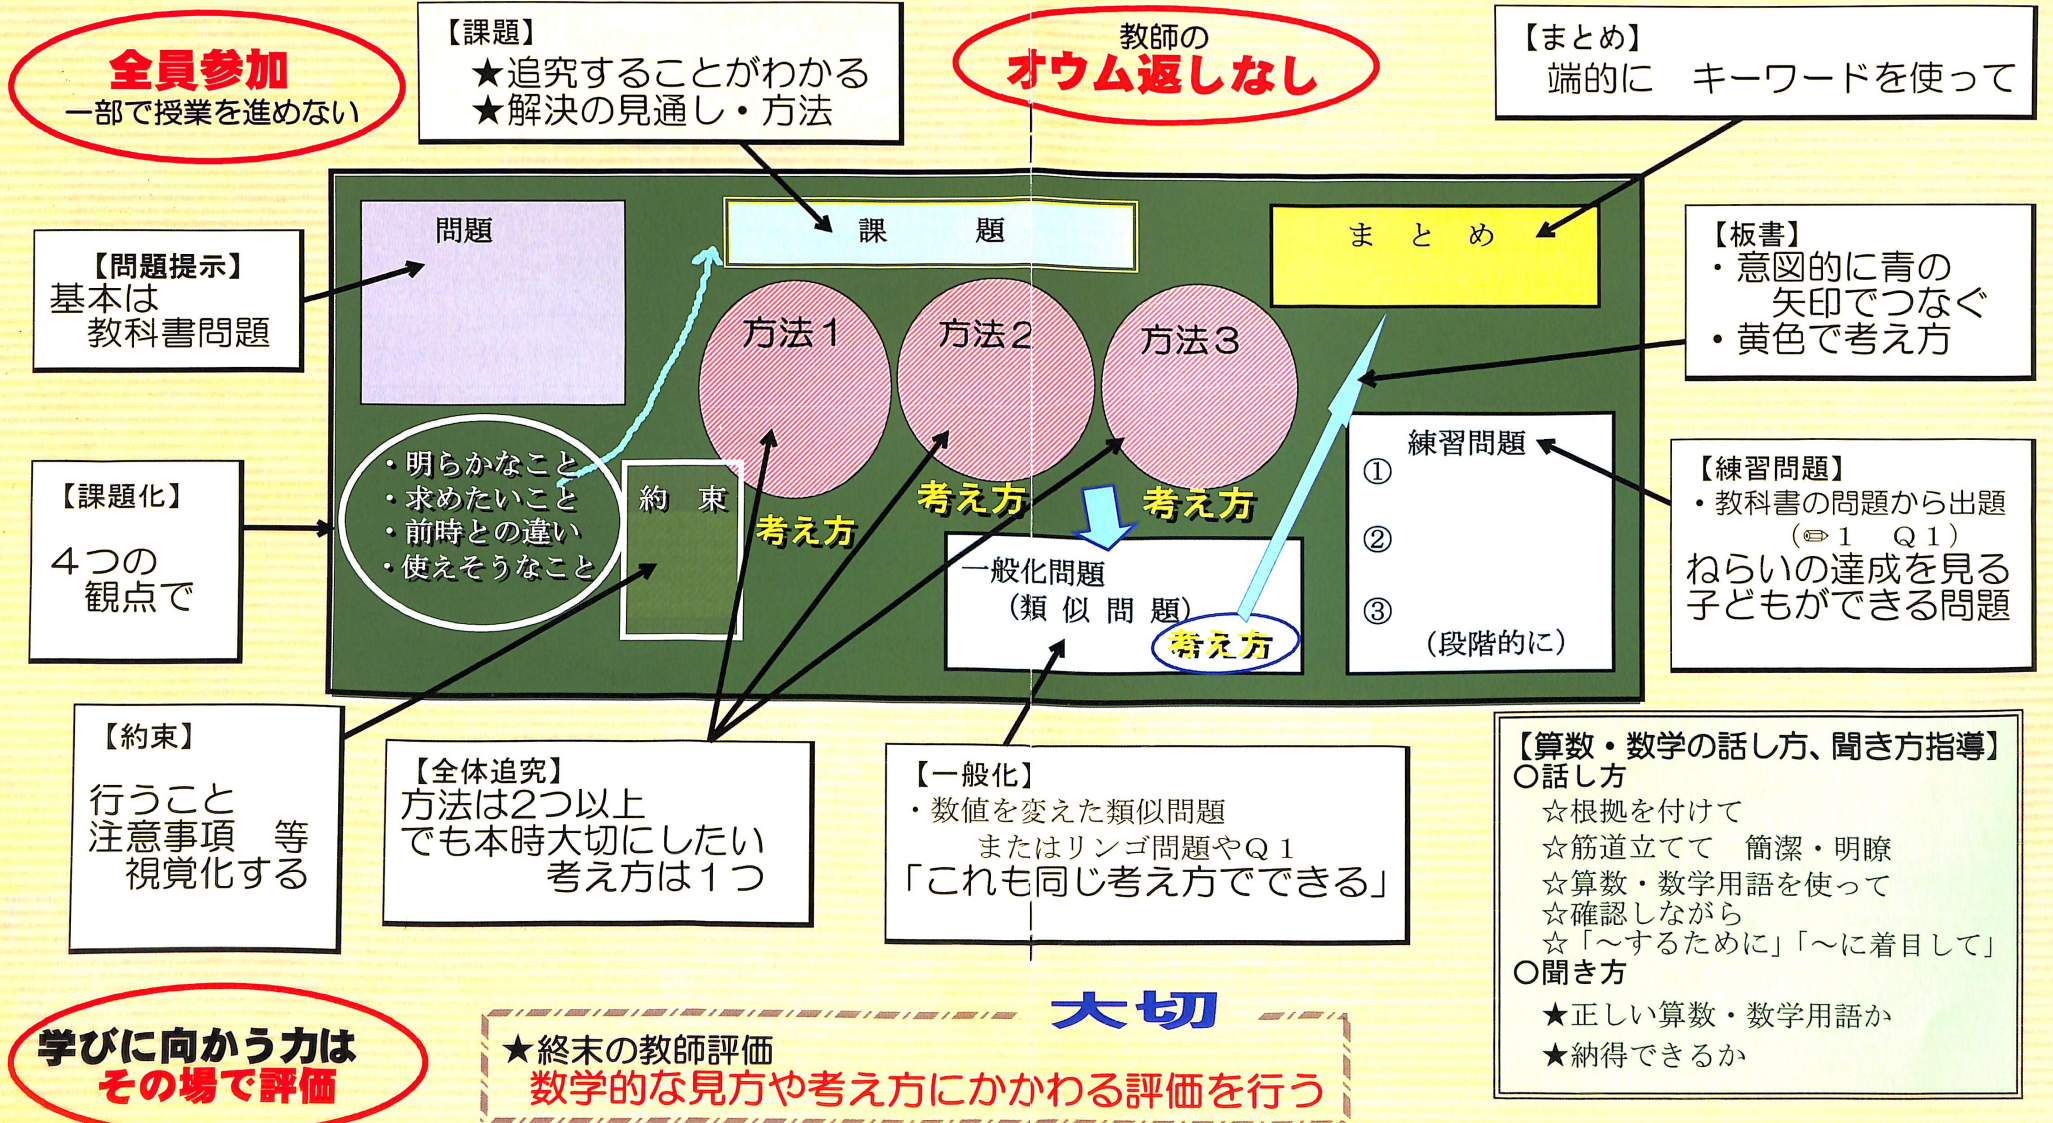 全員参加
一部で授業を進めない
【課題】
★追究することがわかる
★解決の見通し・方法
教師の
オウム返しなし
【まとめ】
端的に　キーワードを使って
【問題提示】
基本は
教科書問題
問題
課　　題
ま　と　め
【板書】
・意図的に青の
矢印でつなぐ
・黄色で考え方
方法1
方法2
方法3
【課題化】
4つの
観点で
・明らかなこと
・求めたいこと
・前時との違い
・使えそうなこと
約　束
考え方
考え方
考え方
一般化問題
(類 似 問 題)
考え方
練習問題
①
②
③
(段階的に)
【練習問題】
・教科書の問題から出題
(✏1　Q1)
ねらいの達成を見る
子どもができる問題
【約束】
行うこと
注意事項　等
視覚化する
【全体追究】
方法は2つ以上
でも本時大切にしたい
考え方は1つ
【一般化】
・数値を変えた類似問題
またはリンゴ問題やQ1
「これも同じ考え方でできる」
【算数・数学の話し方、聞き方指導】
○話し方
☆根拠を付けて
☆筋道立てて　簡潔・明瞭
☆算数・数学用語を使って
☆確認しながら
☆「～するために」「～に着目して」
○聞き方
★正しい算数・数学用語か
★納得できるか
学びに向かう力は
その場で評価
大切
★終末の教師評価
数学的な見方や考え方にかかわる評価を行う